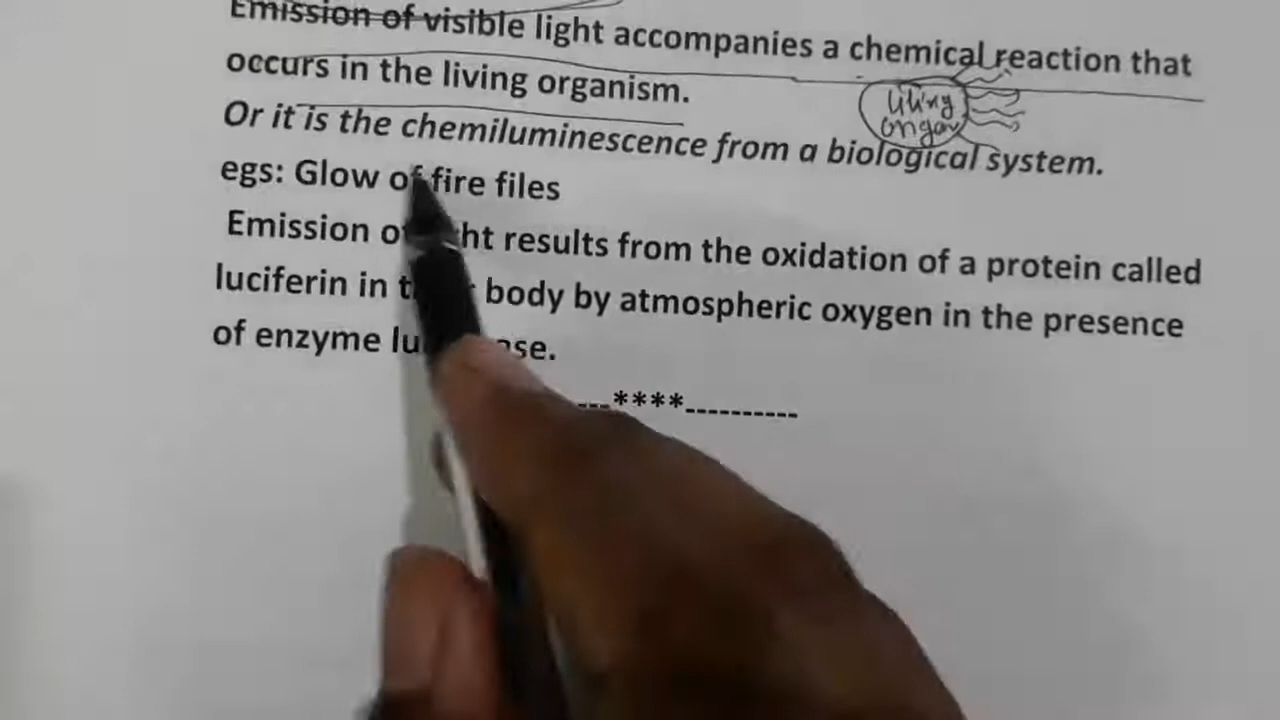 Emission of visible light accompanies a chemical reaction that
occurs in the living organism.
living
organ
Or it is the chemiluminescence from a biological system.
egs: Glow of fire files
Emission results from the oxidation of a protein called
luciferin in body by atmospheric oxygen in the presence
of enzyme
---****----------